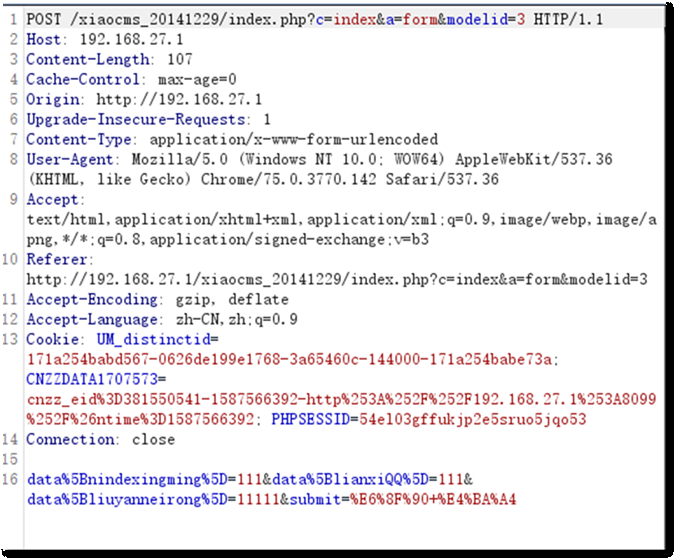 1 POST /xiaocms_20141229/index.php?c=index&a=form&modelid=3 HTTP/1.1
2 Host: 192.168.27.1
3 Content-Length: 107
4 Cache-Control: max-age=0
5 Origin: http://192.168.27.1
6 Upgrade-Insecure-Requests: 1
7 Content-Type: application/x-www-form-urlencoded
8 User-Agent: Mozilla/5.0 (Windows NT 10.0; WOW64) AppleWebKit/537.36
(KHTML, like Gecko) Chrome/75.0.3770.142 Safari/537.36
9 Accept:
text/html,application/xhtml+xml,application/xml;q=0.9,image/webp,image/a
png,*/*;q=0.8,application/signed-exchange;v=b3
10 Referer:
http://192.168.27.1/xiaocms_20141229/index.php?c=index&a=form&modelid=3
11 Accept-Encoding: gzip, deflate
12 Accept-Language: zh-CN,zh;q=0.9
13 Cookie: UM_distinctid=
171a254babd567-0626de199e1768-3a65460c-144000-171a254babe73a;
CNZZDATA1707573=
cnzz_eid%3D381550541-1587566392-http%253A%252F%252F192.168.27.1%253A8099
%252F%26ntime%3D1587566392; PHPSESSID=54el03gffukjp2e5sruo5jqo53
14 Connection: close
15
16 data%5Bnindexingming%5D=111&data%5BlianxiQQ%5D=111&
data%5Bliuyanneirong%5D=11111&submit=%E6%8F%90+%E4%BA%A4